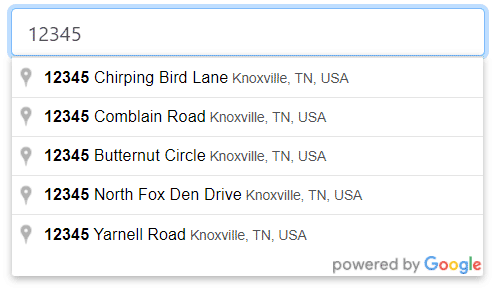 12345
12345 Chirping Bird Lane Knoxville, TN, USA
12345 Comblain Road Knoxville, TN, USA
12345 Butternut Circle Knoxville, TN, USA
12345 North Fox Den Drive Knoxville, TN, USA
12345 Yarnell Road Knoxville, TN, USA
powered by Google